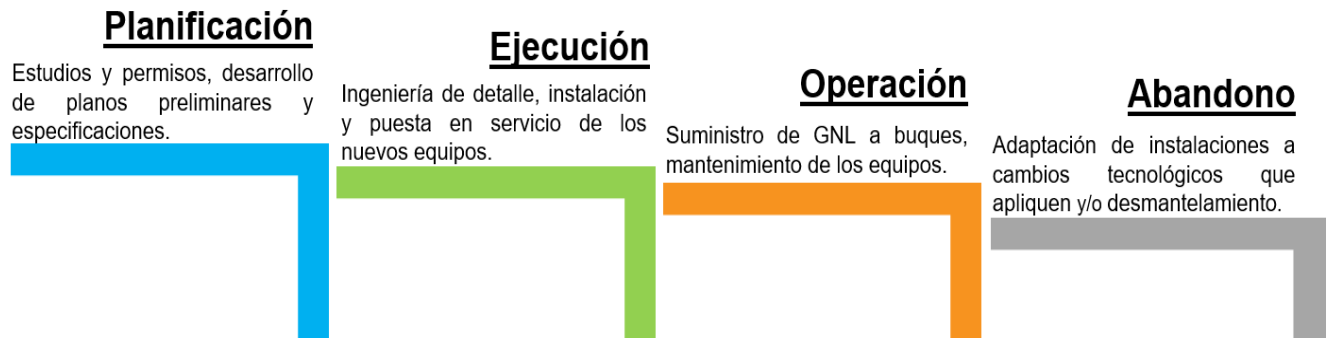 Planificación
Estudios y permisos, desarrollo
de planos preliminares y
especificaciones.
Ejecución
Ingeniería de detalle, instalación
y puesta en servicio de los
nuevos equipos.
Operación
Suministro de GNL a buques,
mantenimiento de los equipos.
Abandono
Adaptación de instalaciones a
cambios tecnológicos que
apliquen y/o desmantelamiento.